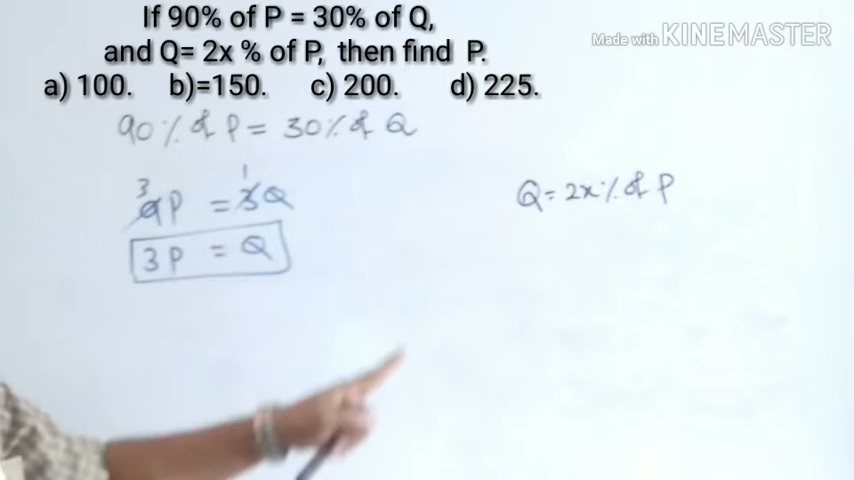 If 90% of P = 30% of Q,
Made with KINEMASTER
and Q= 2x % of P, then find P.
a) 100. b)=150. c) 200. d) 225.
90% of P = 30% of Q
3 1
9P = 3Q
Q = 2x% of P
3P = Q